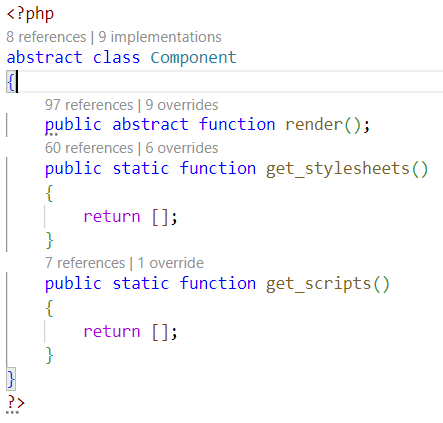 <?php
8 references | 9 implementations
abstract class Component
{
97 references | 9 overrides
public abstract function render();
60 references | 6 overrides
public static function get_stylesheets()
{
return [];
}
7 references | 1 override
public static function get_scripts()
{
return [];
}
}
?>